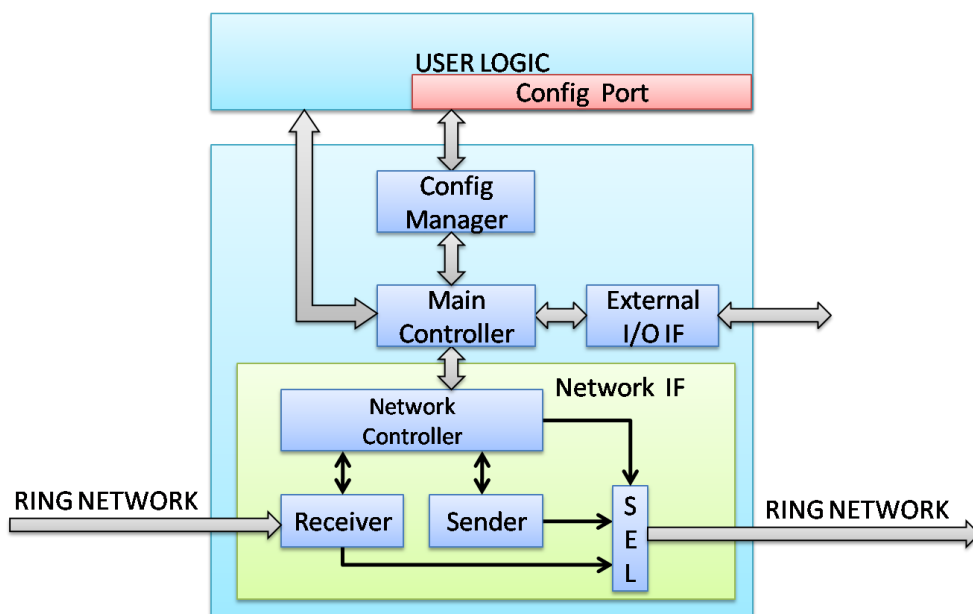 USER LOGIC
Config Port
Config
Manager
Main
Controller
External
I/O IF
Network IF
Network
Controller
RING NETWORK
Receiver
Sender
S
E
L
RING NETWORK